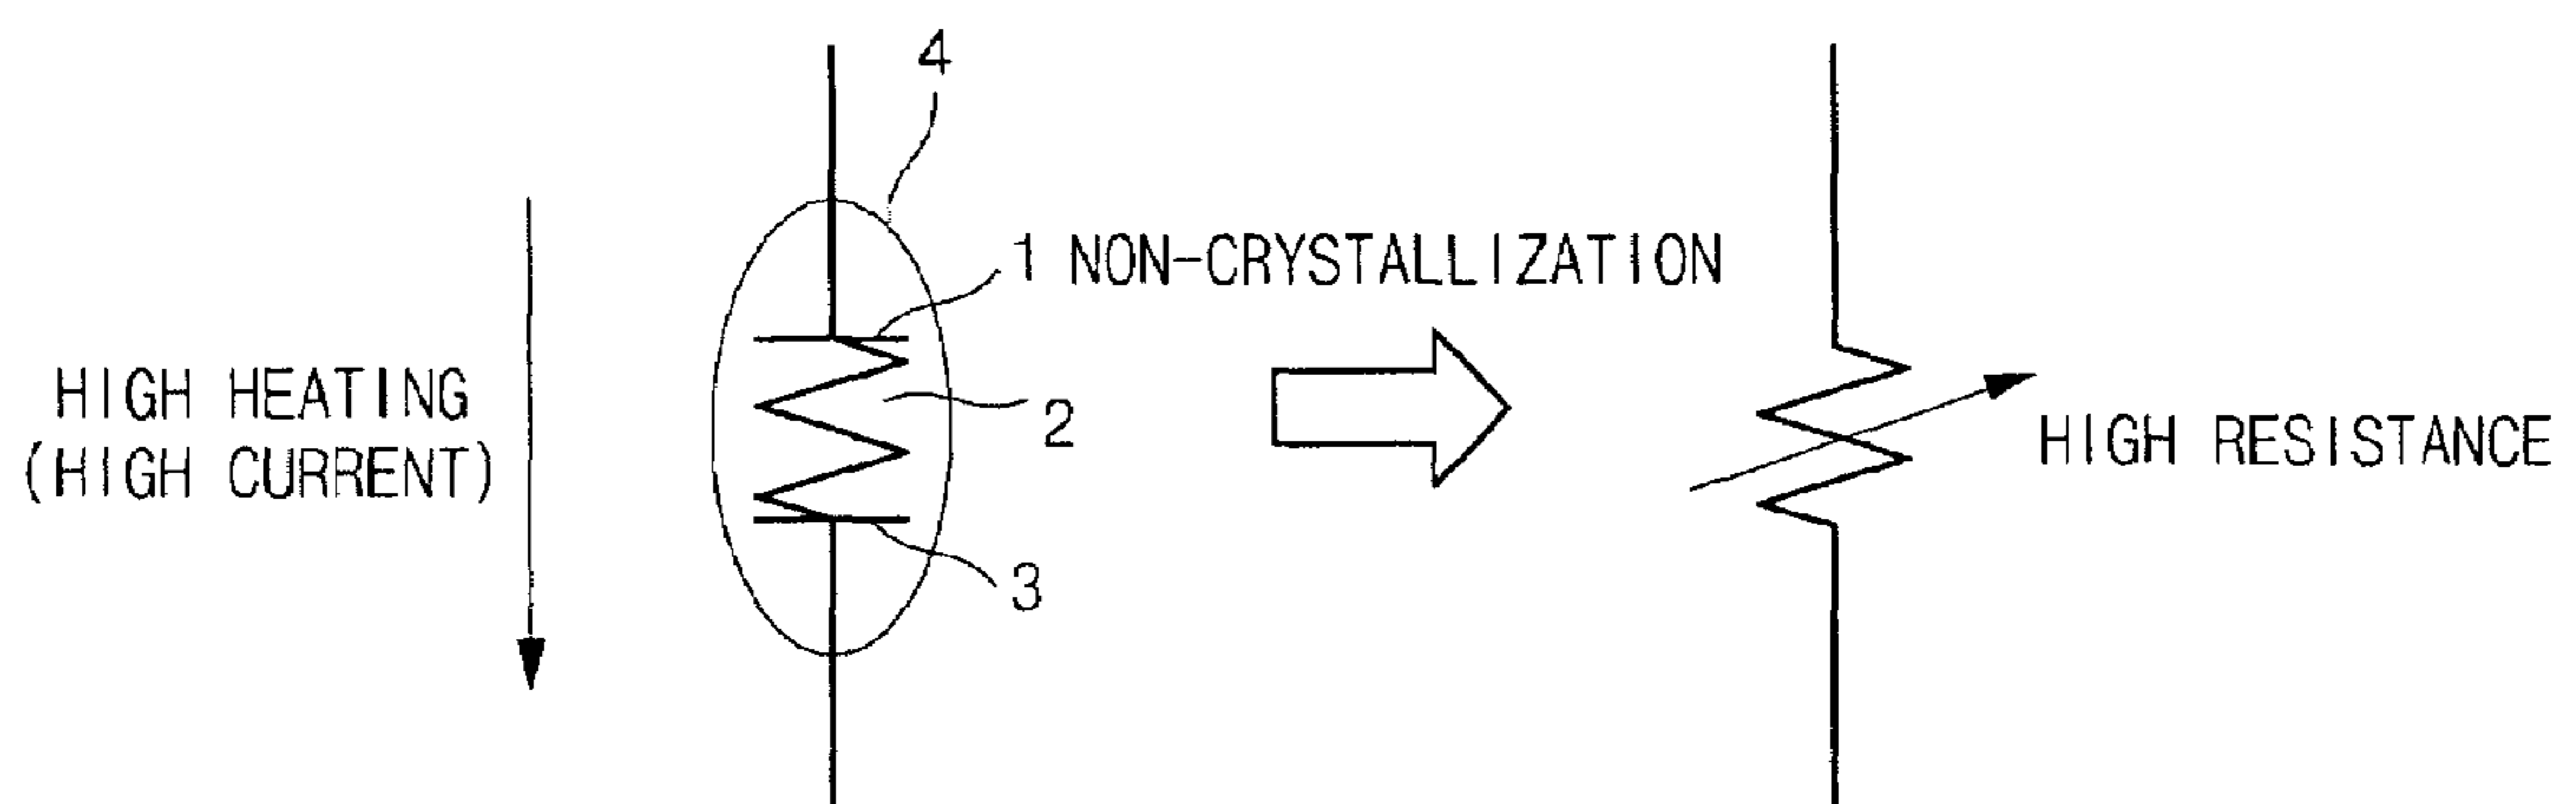 4
1 NON-CRYSTALLIZATION
HIGH HEATING
(HIGH CURRENT)
2
HIGH RESISTANCE
3